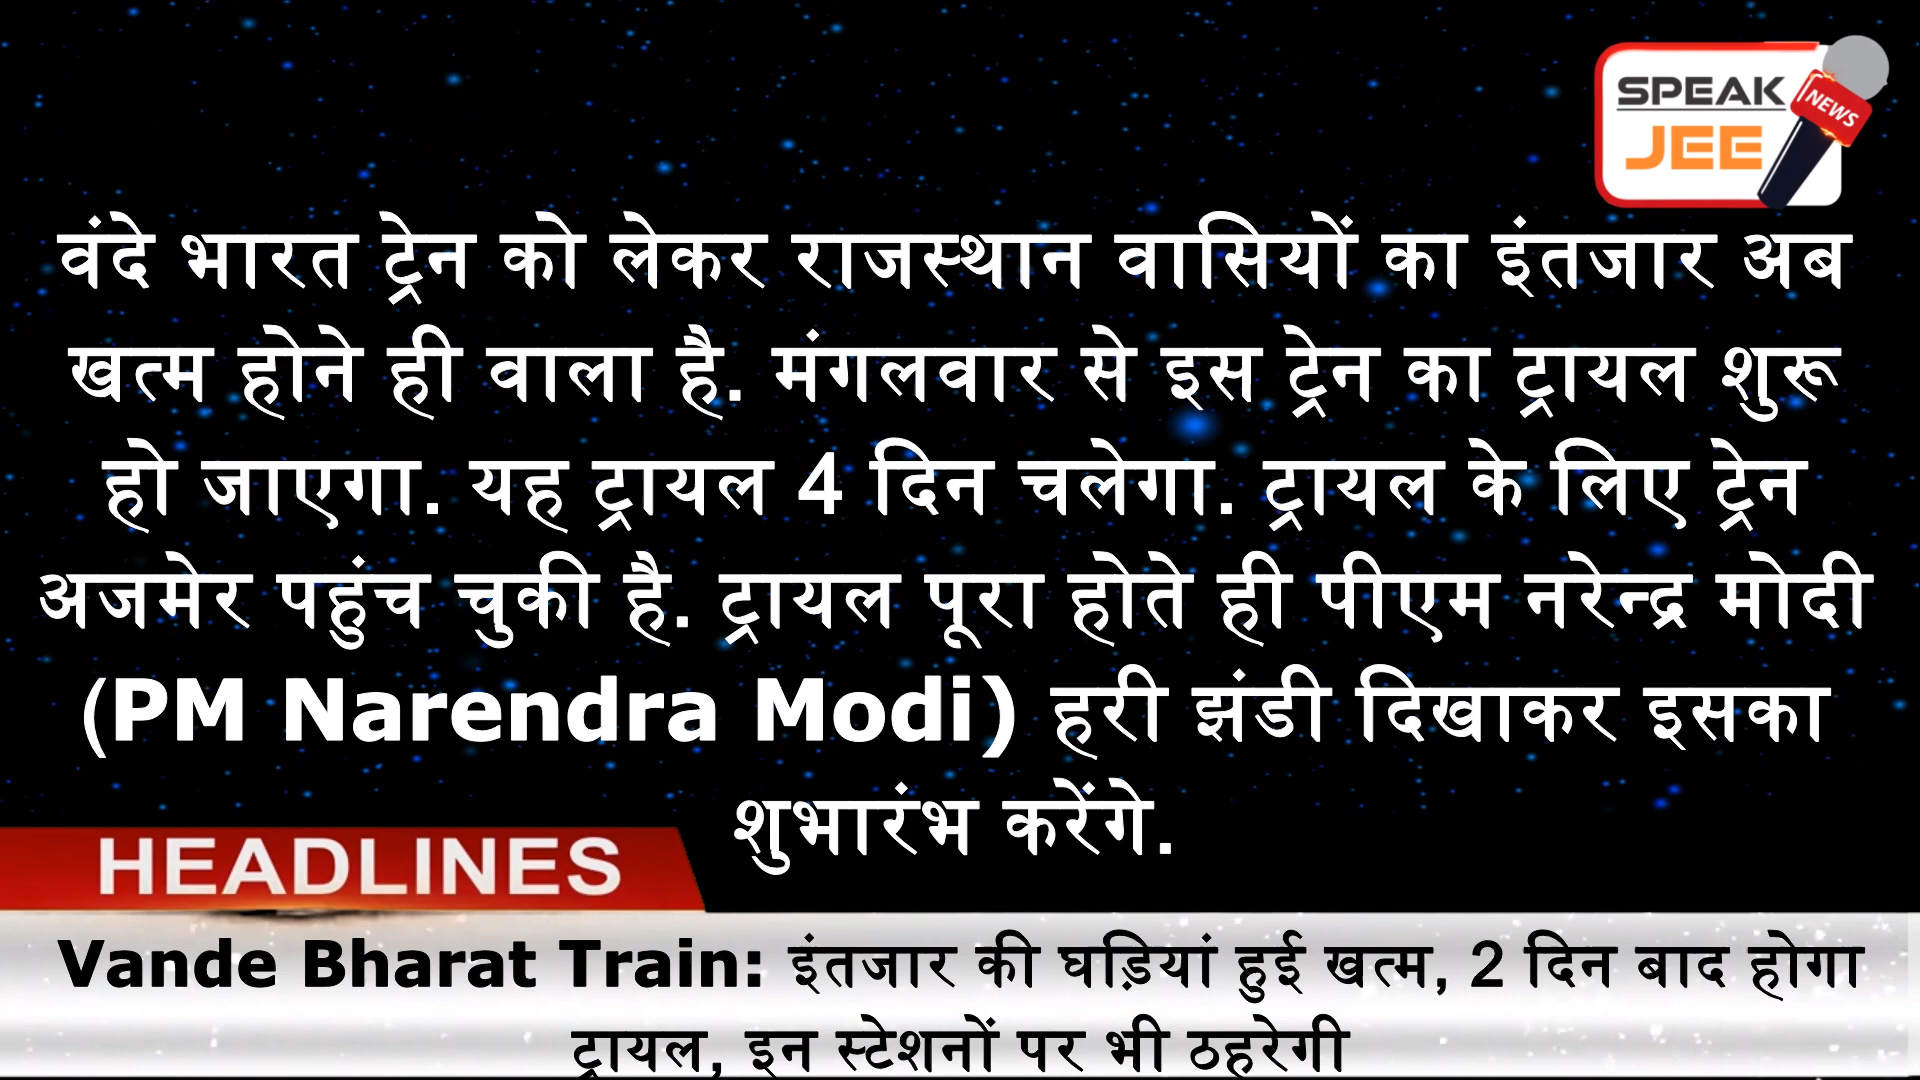 SPEAK
JEE
NEWS
वंदे भारत ट्रेन को लेकर राजस्थान वासियों का इंतजार अब
खत्म होने ही वाला है. मंगलवार से इस ट्रेन का ट्रायल शुरू
हो जाएगा. यह ट्रायल 4 दिन चलेगा. ट्रायल के लिए ट्रेन
अजमेर पहुंच चुकी है. ट्रायल पूरा होते ही पीएम नरेन्द्र मोदी
(PM Narendra Modi) हरी झंडी दिखाकर इसका
शुभारंभ करेंगे.
HEADLINES
Vande Bharat Train: इंतजार की घड़ियां हुई खत्म, 2 दिन बाद होगा
ट्रायल, इन स्टेशनों पर भी ठहरेगी